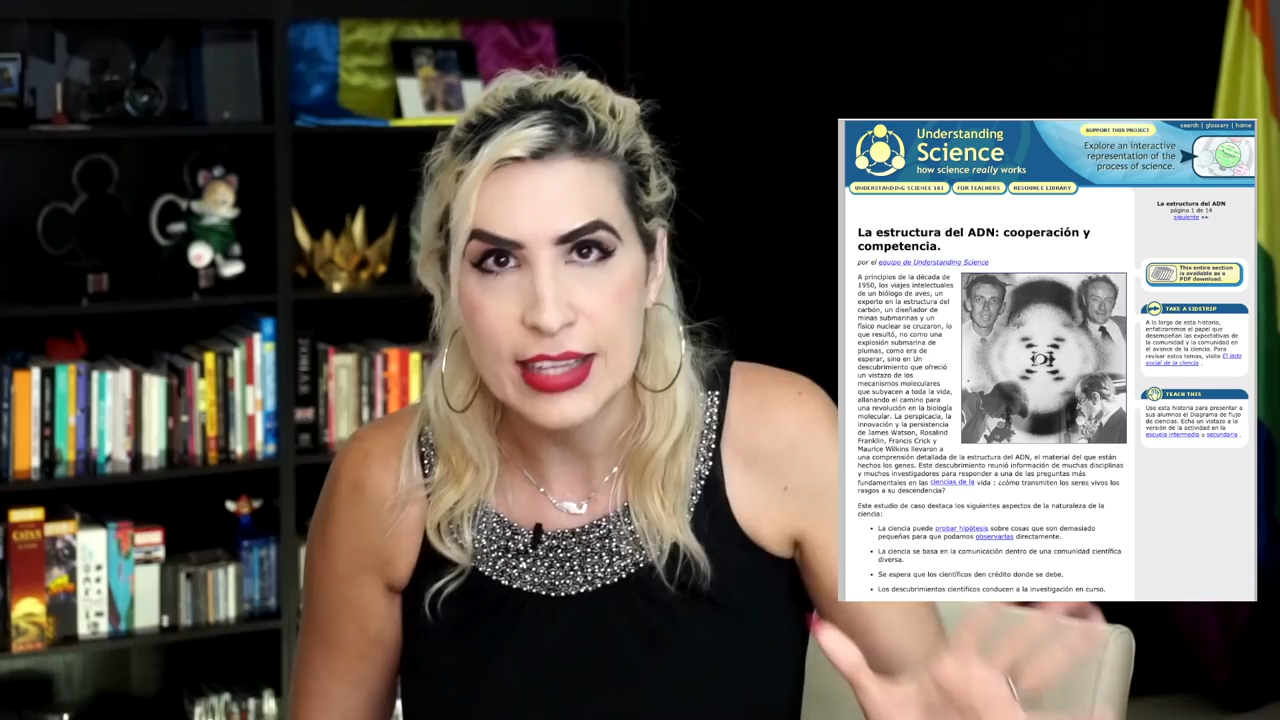 CATAN
Understanding
Science
how science really works
SUPPORT THIS PROJECT
search | glossary | home
Explore an interactive
representation of the
process of science.
UNDERSTANDING SCIENCE 101
FOR TEACHERS
RESOURCE LIBRARY
La estructura del ADN: cooperación y
competencia.
por el equipo de Understanding Science
A principios de la década de
1950, los viajes intelectuales
de un biólogo de aves, un
experto en la estructura del
carbón, un diseñador de
minas submarinas y un
físico nuclear se cruzaron, lo
que resultó, no como una
explosión submarina de
plumas, como era de
esperar, sino en Un
descubrimiento que ofreció
un vistazo de los
mecanismos moleculares
que subyacen a toda la vida,
allanando el camino para
una revolución en la biología
molecular. La perspicacia, la
innovación y la persistencia
de James Watson, Rosalind
Franklin, Francis Crick y
Maurice Wilkins llevaron a
una comprensión detallada de la estructura del ADN, el material del que están
hechos los genes. Este descubrimiento reunió información de muchas disciplinas
y muchos investigadores para responder a una de las preguntas más
fundamentales en las ciencias de la vida : ¿cómo transmiten los seres vivos los
rasgos a su descendencia?
Este estudio de caso destaca los siguientes aspectos de la naturaleza de la
ciencia:
• La ciencia puede probar hipótesis sobre cosas que son demasiado
pequeñas para que podamos observarlas directamente.
• La ciencia se basa en la comunicación dentro de una comunidad científica
diversa.
• Se espera que los científicos den crédito donde se debe.
• Los descubrimientos científicos conducen a la investigación en curso.
La estructura del ADN
página 1 de 14
siguiente ▸▸
This entire section
is available as a
PDF download.
TAKE A SIDETRIP
A lo largo de esta historia,
enfatizaremos el papel que
desempeñan las expectativas de
la comunidad y la comunidad en
el avance de la ciencia. Para
revisar estos temas, visite El lado
social de la ciencia .
TEACH THIS
Use esta historia para presentar a
sus alumnos el Diagrama de flujo
de ciencias. Echa un vistazo a la
versión de la actividad en la
escuela intermedia o secundaria .